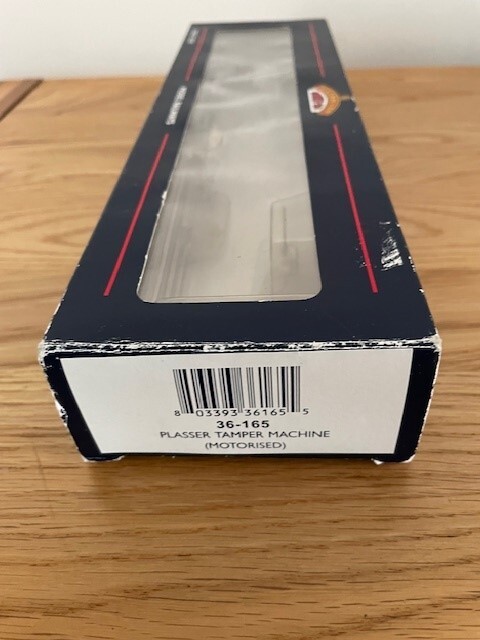 8 03393 36165 5
36-165
PLASSER TAMPER MACHINE
(MOTORISED)